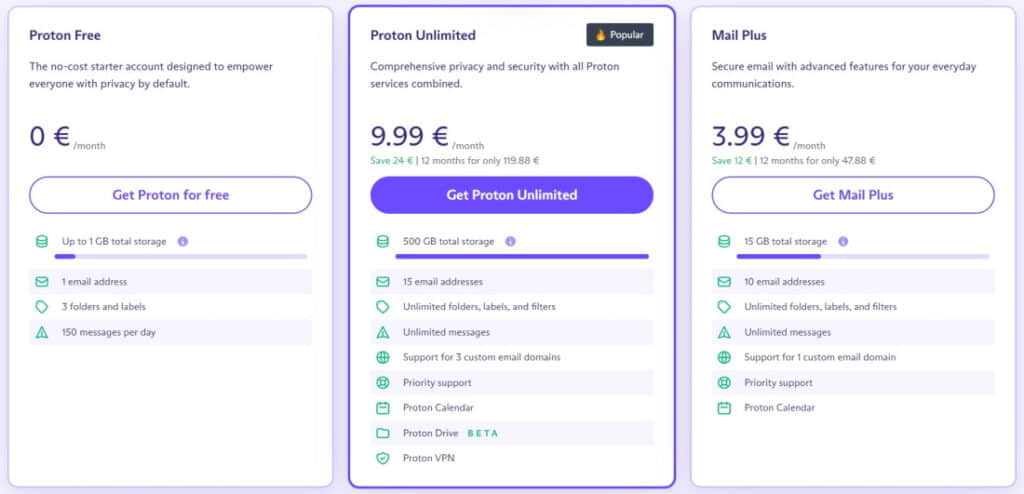 Proton Free
The no-cost starter account designed to empower
everyone with privacy by default.
0 € /month
Get Proton for free
Up to 1 GB total storage
1 email address
3 folders and labels
150 messages per day
Proton Unlimited
🔥 Popular
Comprehensive privacy and security with all Proton
services combined.
9.99 € /month
Save 24 € | 12 months for only 119.88 €
Get Proton Unlimited
500 GB total storage
15 email addresses
Unlimited folders, labels, and filters
Unlimited messages
Support for 3 custom email domains
Priority support
Proton Calendar
Proton Drive BETA
Proton VPN
Mail Plus
Secure email with advanced features for your everyday
communications.
3.99 € /month
Save 12 € | 12 months for only 47.88 €
Get Mail Plus
15 GB total storage
10 email addresses
Unlimited folders, labels, and filters
Unlimited messages
Support for 1 custom email domain
Priority support
Proton Calendar